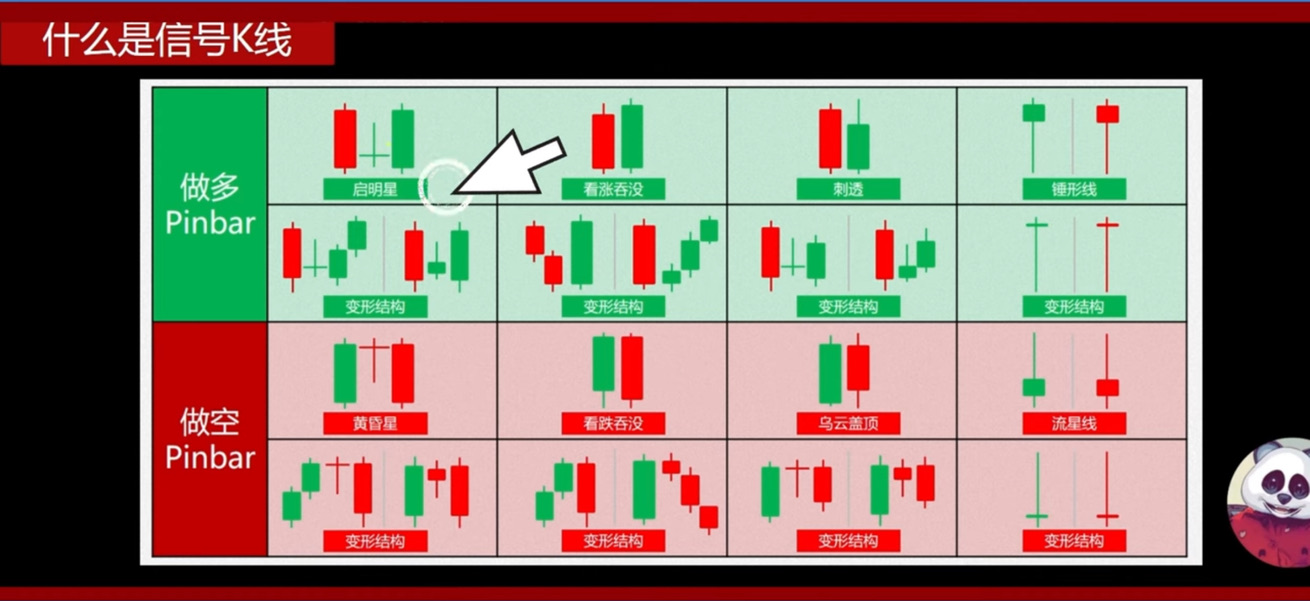 什么是信号K线
做多
Pinbar
启明星
看涨吞没
刺透
锤形线
变形结构
变形结构
变形结构
变形结构
做空
Pinbar
黄昏星
看跌吞没
乌云盖顶
流星线
变形结构
变形结构
变形结构
变形结构